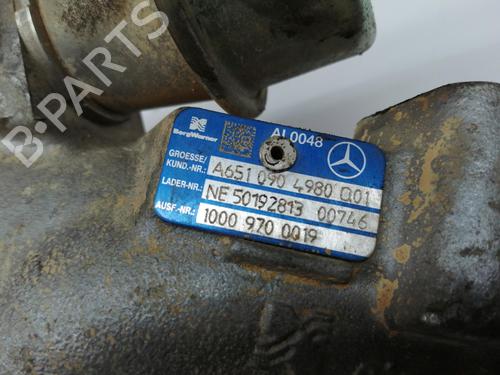 B-PARTS
BorgWarner
AL0048
GROESSE/
KUND.-NR.: A651 090 4980 Q01
LADER-NR.: NE 50192813 00746
AUSF.-NR.: 1000 970 0Q19